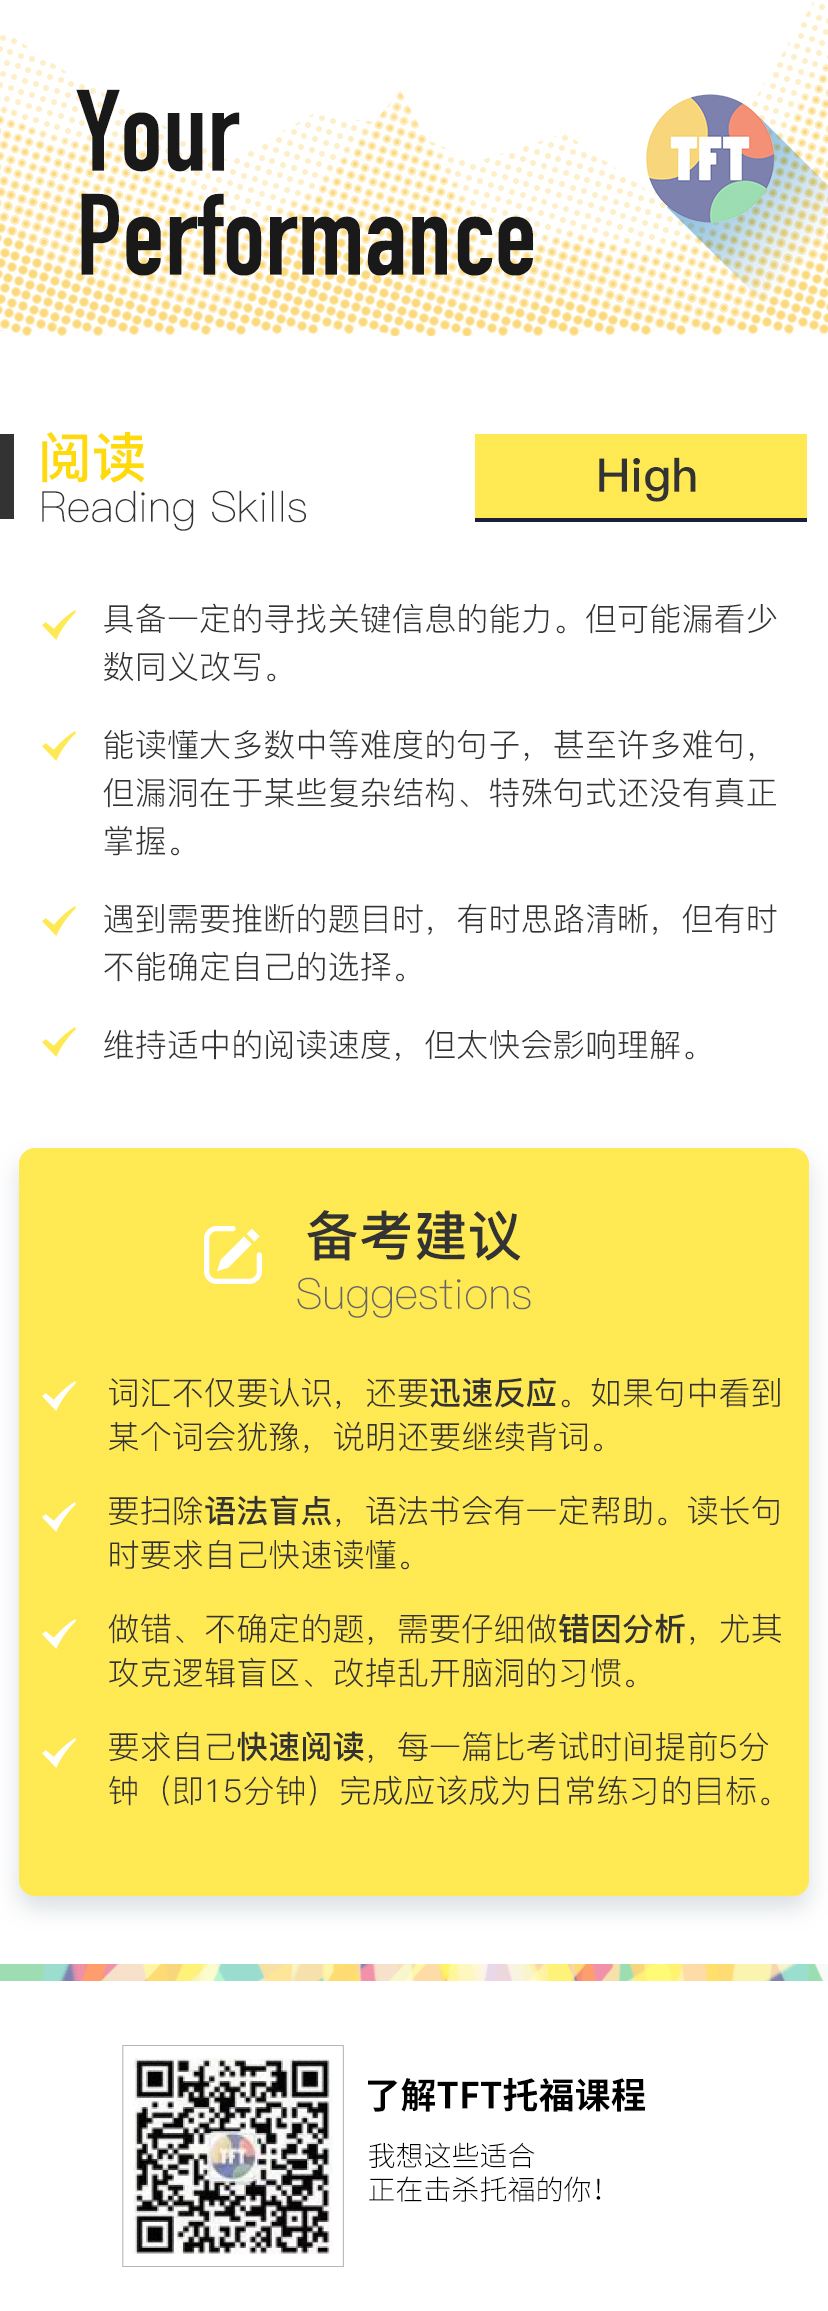 Your
Performance
TFT
阅读
Reading Skills
High
具备一定的寻找关键信息的能力。但可能漏看少
数同义改写。
能读懂大多数中等难度的句子，甚至许多难句，
但漏洞在于某些复杂结构、特殊句式还没有真正
掌握。
遇到需要推断的题目时，有时思路清晰，但有时
不能确定自己的选择。
维持适中的阅读速度，但太快会影响理解。
备考建议
Suggestions
词汇不仅要认识，还要迅速反应。如果句中看到
某个词会犹豫，说明还要继续背词。
要扫除语法盲点，语法书会有一定帮助。读长句
时要求自己快速读懂。
做错、不确定的题，需要仔细做错因分析，尤其
攻克逻辑盲区、改掉乱开脑洞的习惯。
要求自己快速阅读，每一篇比考试时间提前5分
钟（即15分钟）完成应该成为日常练习的目标。
TFT
了解TFT托福课程
我想这些适合
正在击杀托福的你！